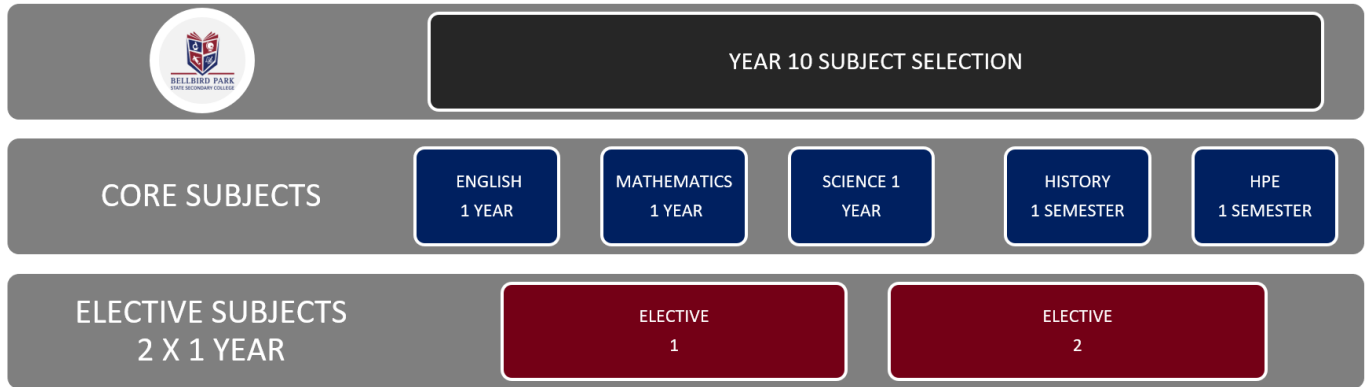 BELLBIRD PARK
STATE SECONDARY COLLEGE
YEAR 10 SUBJECT SELECTION
CORE SUBJECTS
ENGLISH
1 YEAR
MATHEMATICS
1 YEAR
SCIENCE 1
YEAR
HISTORY
1 SEMESTER
HPE
1 SEMESTER
ELECTIVE SUBJECTS
2 X 1 YEAR
ELECTIVE
1
ELECTIVE
2